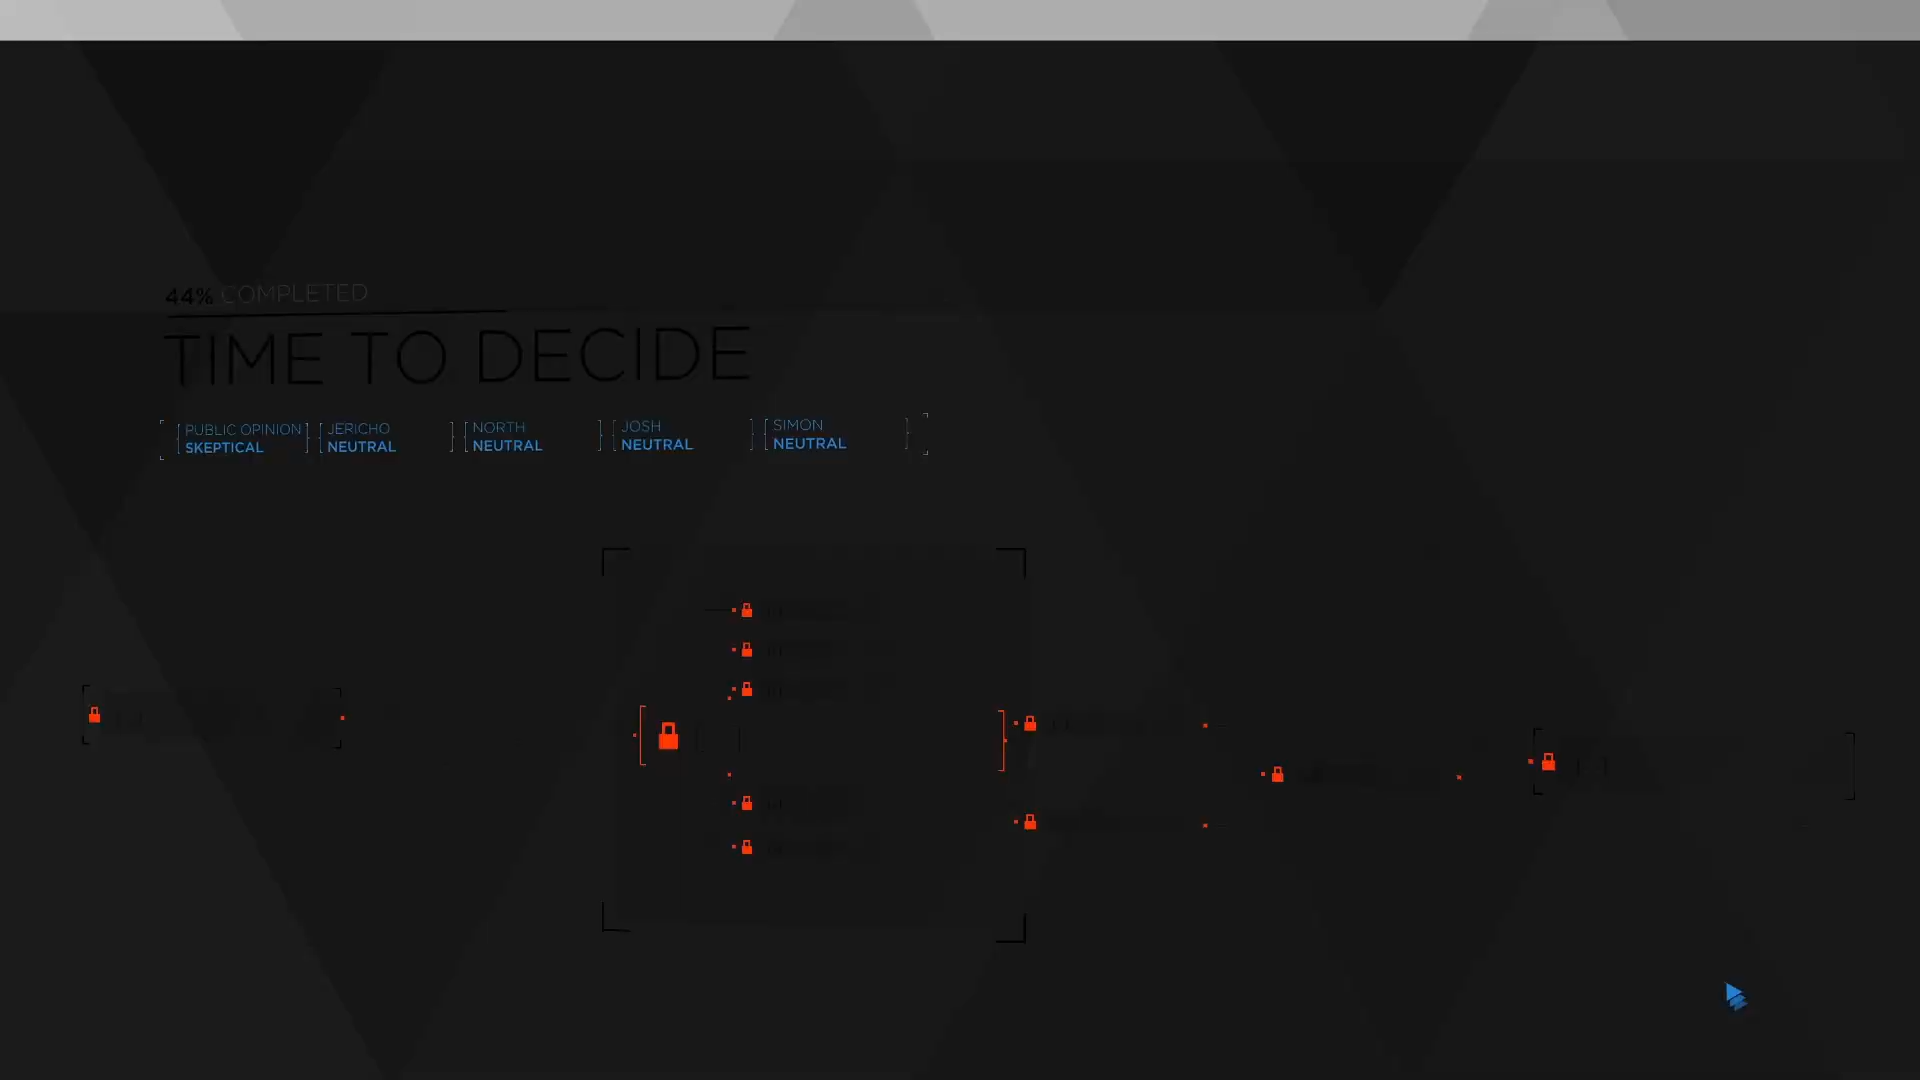 44% COMPLETED
TIME TO DECIDE
PUBLIC OPINION JERICHO NORTH JOSH SIMON
SKEPTICAL NEUTRAL NEUTRAL NEUTRAL NEUTRAL